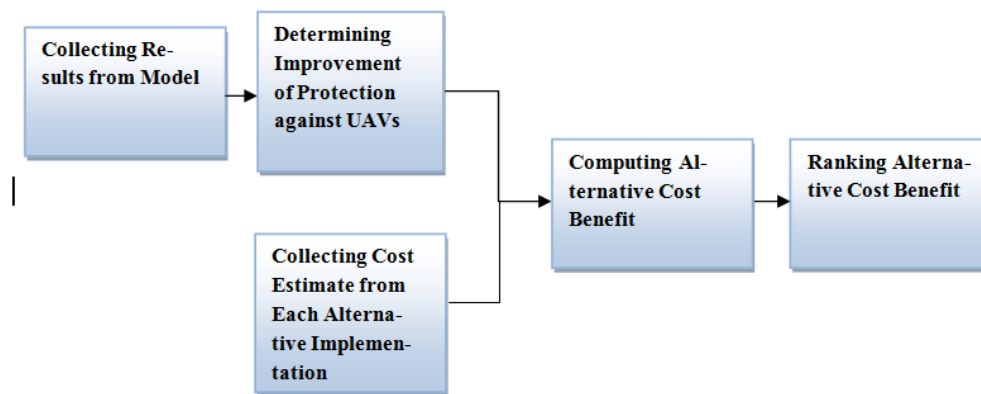 Collecting Re-
sults from Model
Determining
Improvement
of Protection
against UAVs
Collecting Cost
Estimate from
Each Alterna-
tive Implemen-
tation
Computing Al-
ternative Cost
Benefit
Ranking Alterna-
tive Cost Benefit